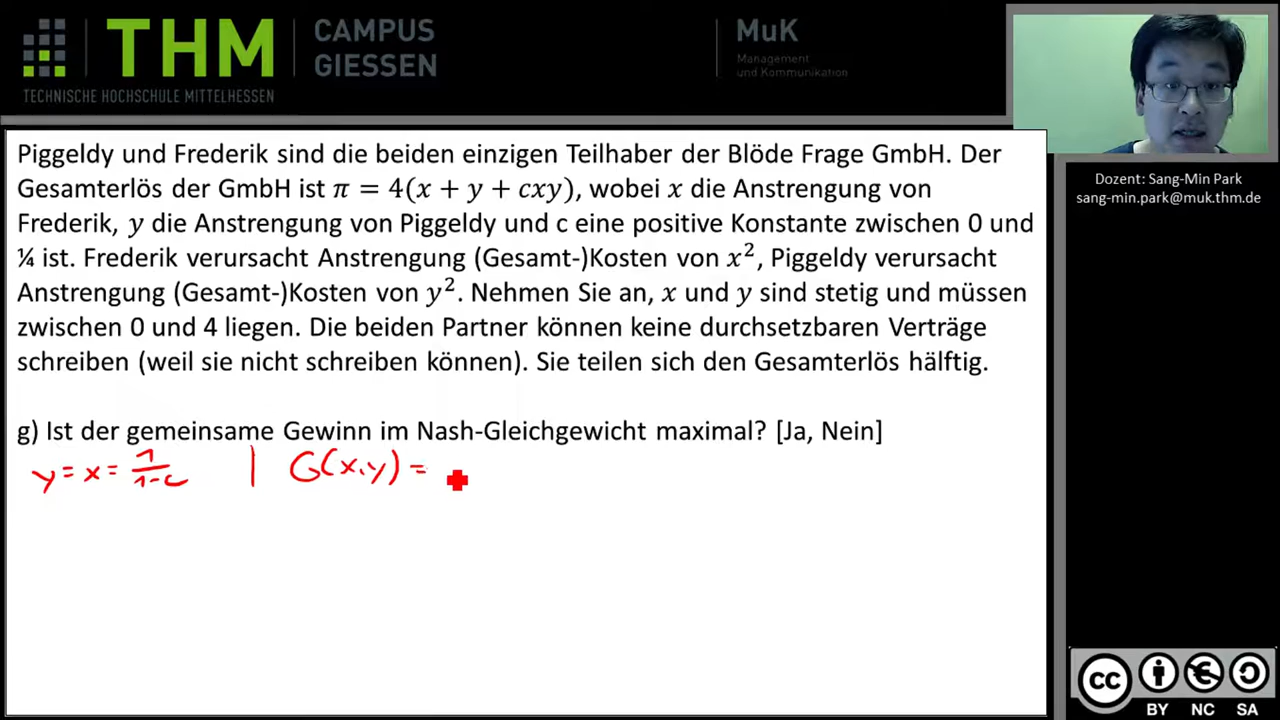 THM
CAMPUS
GIESSEN
TECHNISCHE HOCHSCHULE MITTELHESSEN
MuK
Management
und Kommunikation
Dozent: Sang-Min Park
sang-min.park@muk.thm.de
Piggeldy und Frederik sind die beiden einzigen Teilhaber der Blöde Frage GmbH. Der
Gesamterlös der GmbH ist π = 4(x + y + cxy), wobei x die Anstrengung von
Frederik, y die Anstrengung von Piggeldy und c eine positive Konstante zwischen 0 und
¼ ist. Frederik verursacht Anstrengung (Gesamt-)Kosten von x², Piggeldy verursacht
Anstrengung (Gesamt-)Kosten von y². Nehmen Sie an, x und y sind stetig und müssen
zwischen 0 und 4 liegen. Die beiden Partner können keine durchsetzbaren Verträge
schreiben (weil sie nicht schreiben können). Sie teilen sich den Gesamterlös hälftig.
g) Ist der gemeinsame Gewinn im Nash-Gleichgewicht maximal? [Ja, Nein]
y = x = 1/(1-c) | G(x,y) =
cc
BY NC SA